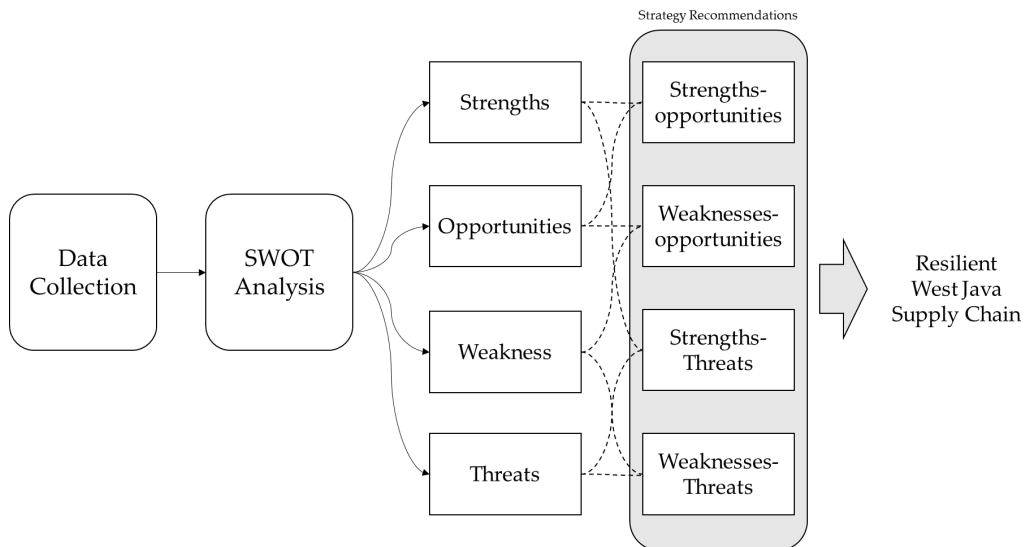 Strategy Recommendations
Data
Collection
SWOT
Analysis
Strengths
Opportunities
Weakness
Threats
Strengths-
opportunities
Weaknesses-
opportunities
Strengths-
Threats
Weaknesses-
Threats
Resilient
West Java
Supply Chain